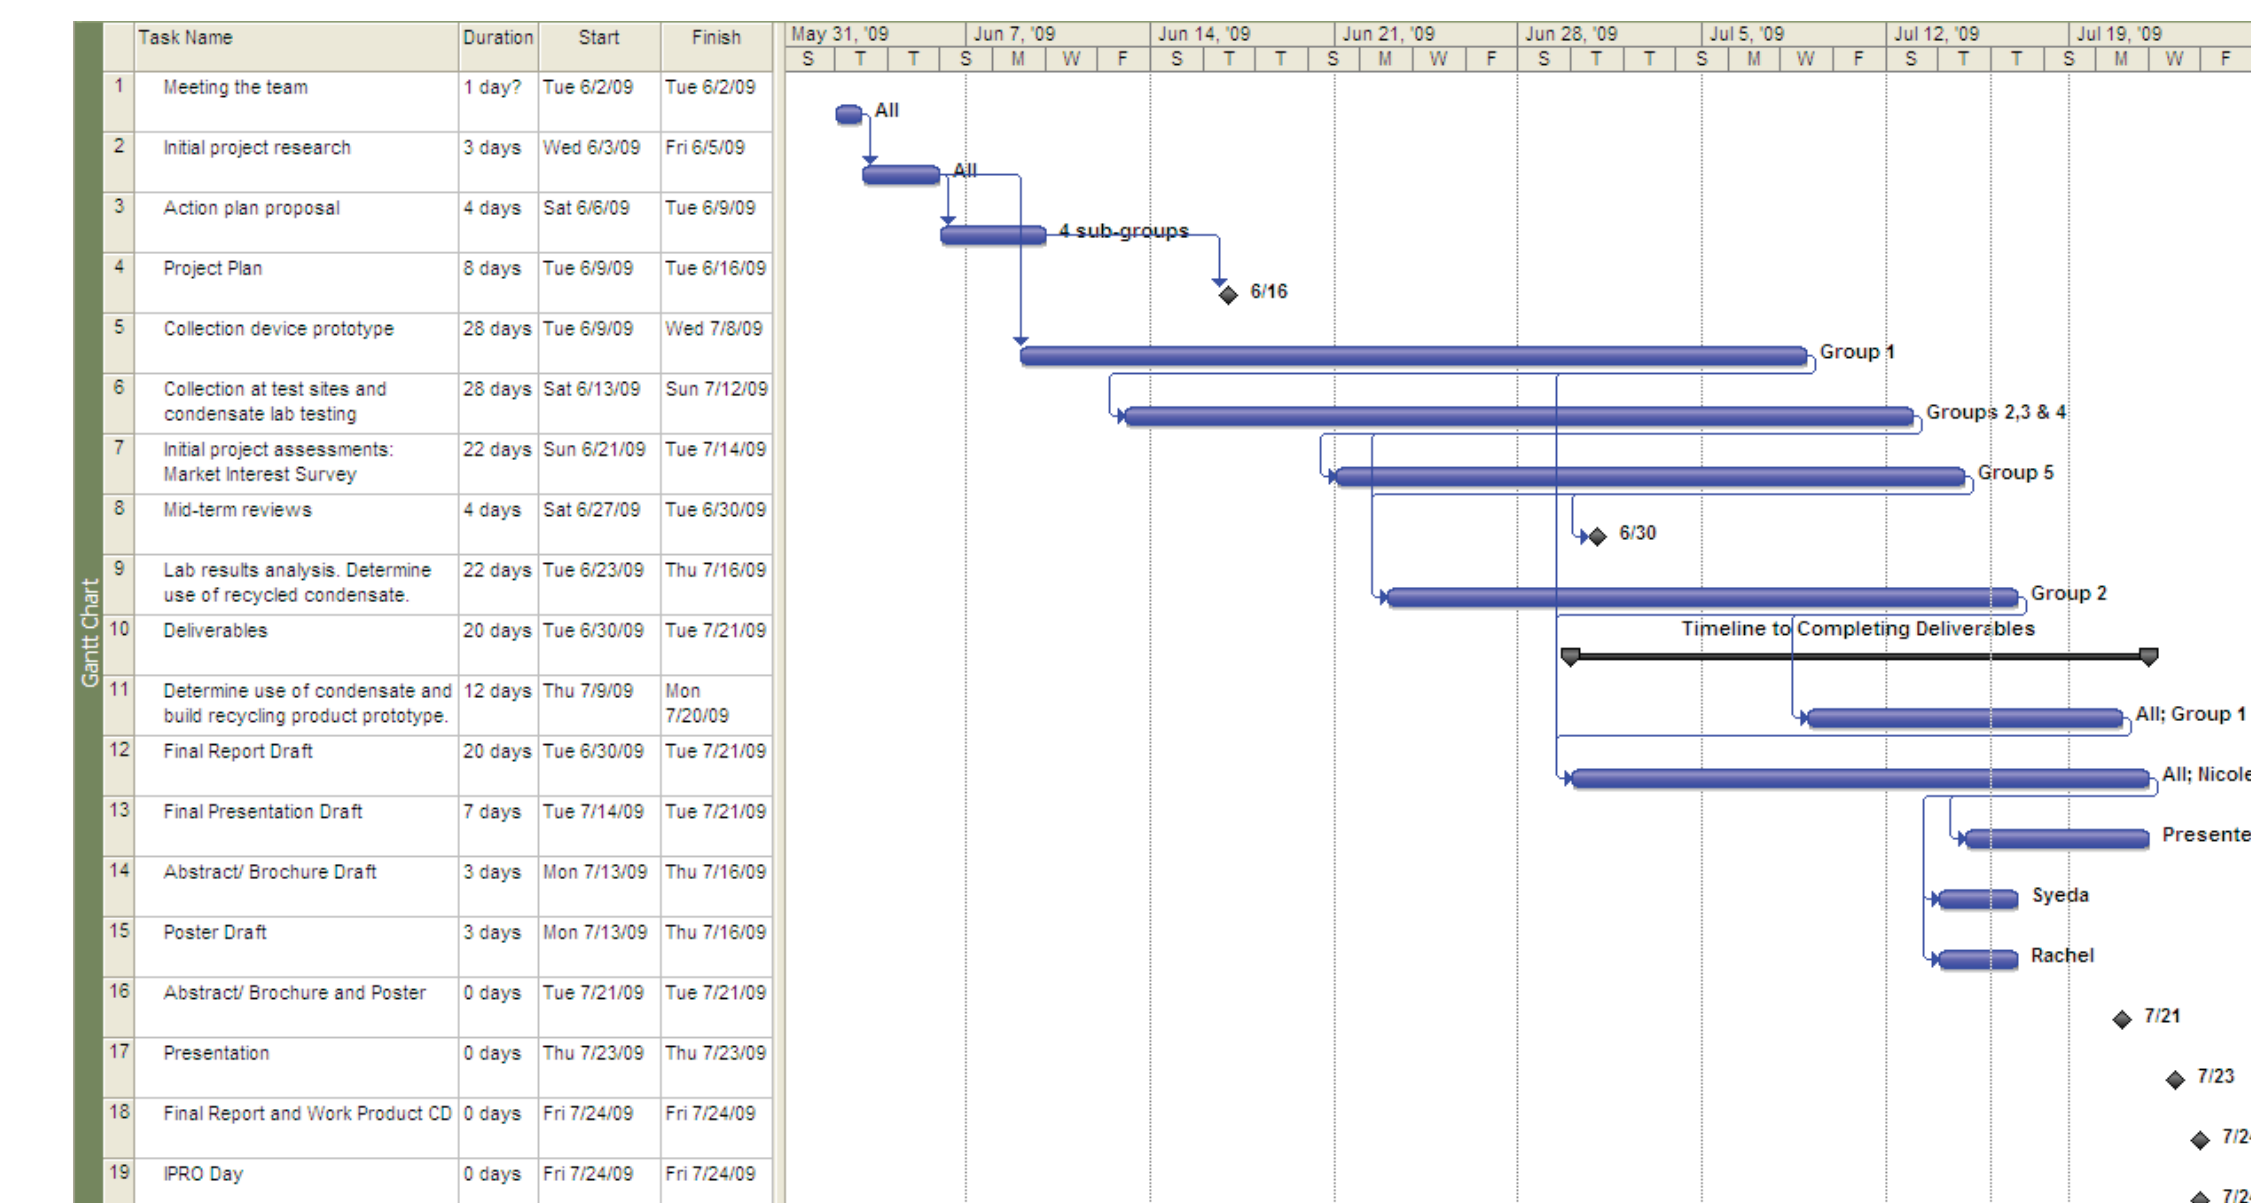 Task Name Duration Start Finish May 31, '09 Jun 7, '09 Jun 14, '09 Jun 21, '09 Jun 28, '09 Jul 5, '09 Jul 12, '09 Jul 19, '09
S T T S M W F S T T S M W F S T T S M W F S T T S M W F
1 Meeting the team 1 day? Tue 6/2/09 Tue 6/2/09
All
2 Initial project research 3 days Wed 6/3/09 Fri 6/5/09
All
3 Action plan proposal 4 days Sat 6/6/09 Tue 6/9/09
4 sub-groups
4 Project Plan 8 days Tue 6/9/09 Tue 6/16/09
6/16
5 Collection device prototype 28 days Tue 6/9/09 Wed 7/8/09
Group 1
6 Collection at test sites and 28 days Sat 6/13/09 Sun 7/12/09
condensate lab testing Groups 2,3 & 4
7 Initial project assessments: 22 days Sun 6/21/09 Tue 7/14/09
Market Interest Survey Group 5
8 Mid-term reviews 4 days Sat 6/27/09 Tue 6/30/09
6/30
9 Lab results analysis. Determine 22 days Tue 6/23/09 Thu 7/16/09
use of recycled condensate. Group 2
10 Deliverables 20 days Tue 6/30/09 Tue 7/21/09 Timeline to Completing Deliverables
11 Determine use of condensate and 12 days Thu 7/9/09 Mon
build recycling product prototype. 7/20/09 All; Group 1
12 Final Report Draft 20 days Tue 6/30/09 Tue 7/21/09
All; Nicole
13 Final Presentation Draft 7 days Tue 7/14/09 Tue 7/21/09
Presente
14 Abstract/ Brochure Draft 3 days Mon 7/13/09 Thu 7/16/09
Syeda
15 Poster Draft 3 days Mon 7/13/09 Thu 7/16/09
Rachel
16 Abstract/ Brochure and Poster 0 days Tue 7/21/09 Tue 7/21/09
7/21
17 Presentation 0 days Thu 7/23/09 Thu 7/23/09
7/23
18 Final Report and Work Product CD 0 days Fri 7/24/09 Fri 7/24/09
7/2
19 IPRO Day 0 days Fri 7/24/09 Fri 7/24/09
7/2
Gantt Chart